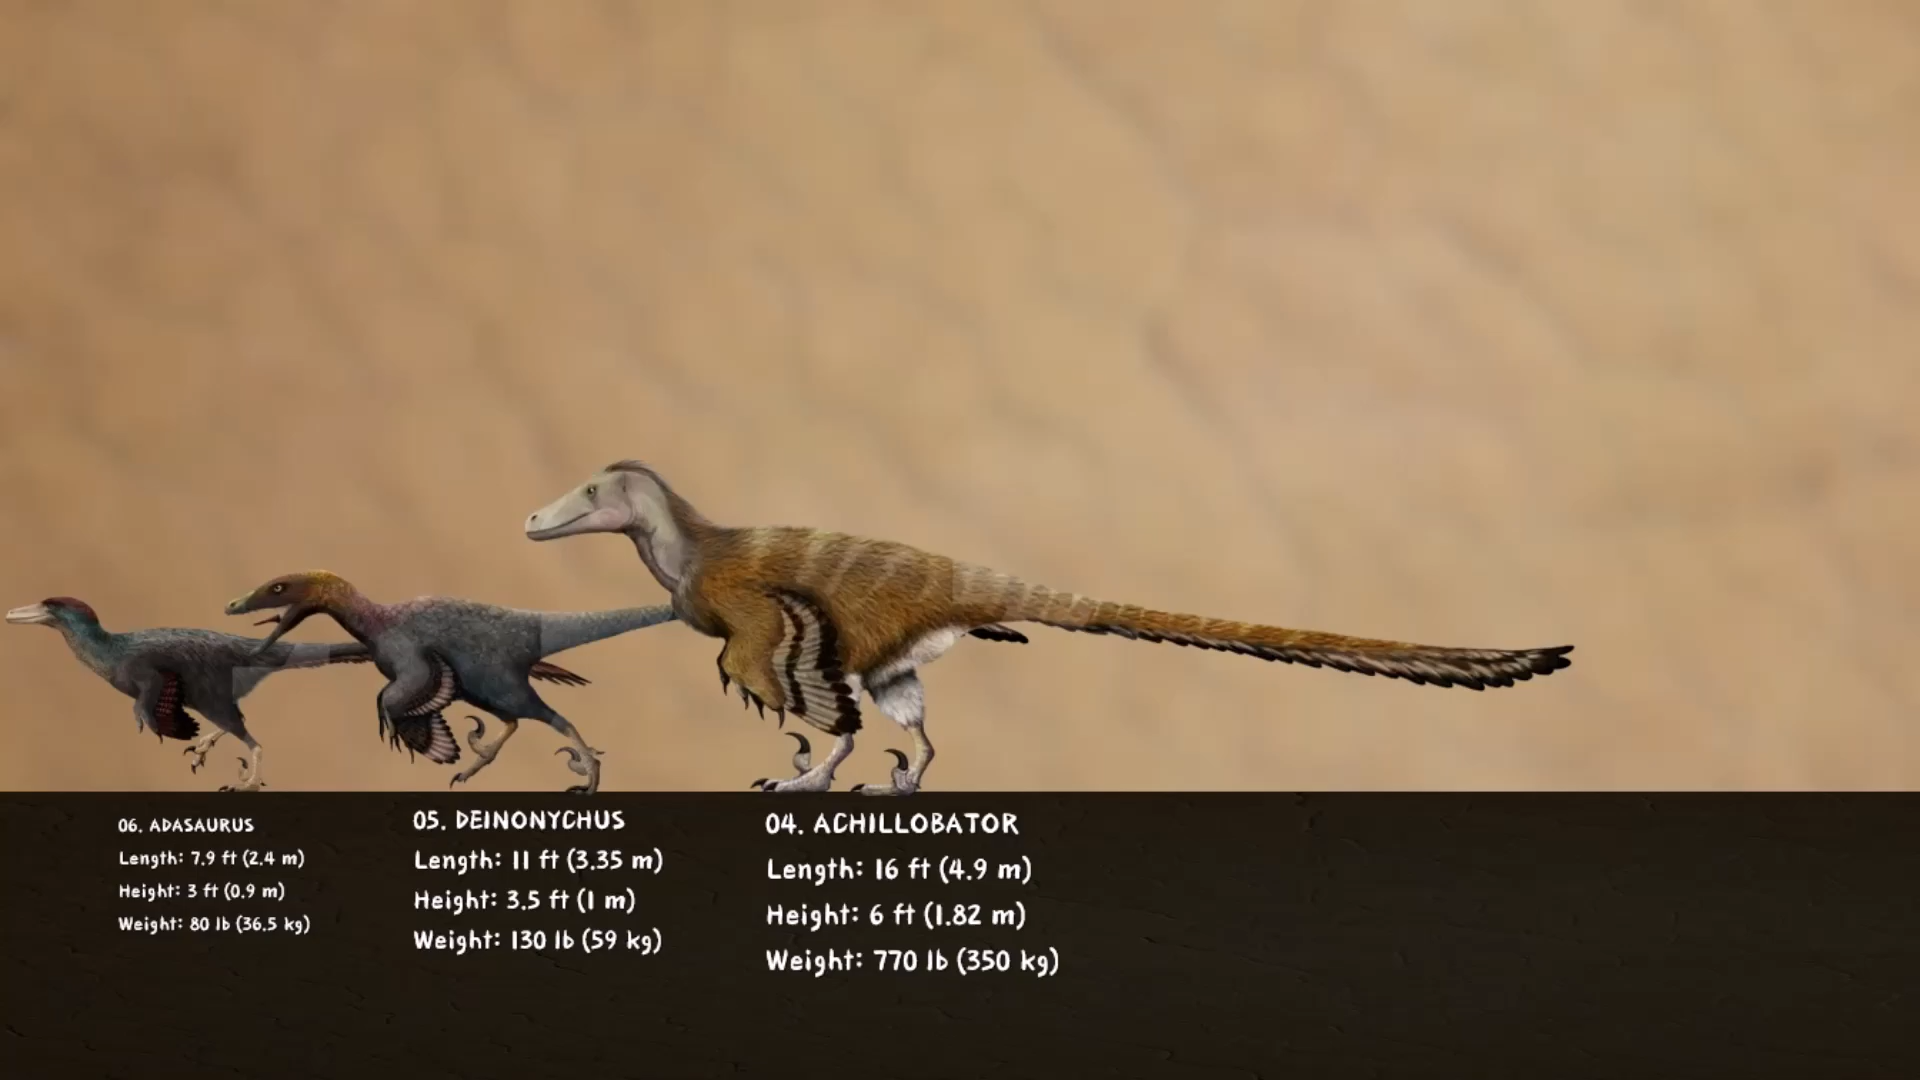 06. ADASAURUS
Length: 7.9 ft (2.4 m)
Height: 3 ft (0.9 m)
Weight: 80 lb (36.5 kg)
05. DEINONYCHUS
Length: 11 ft (3.35 m)
Height: 3.5 ft (1 m)
Weight: 130 lb (59 kg)
04. ACHILLOBATOR
Length: 16 ft (4.9 m)
Height: 6 ft (1.82 m)
Weight: 770 lb (350 kg)